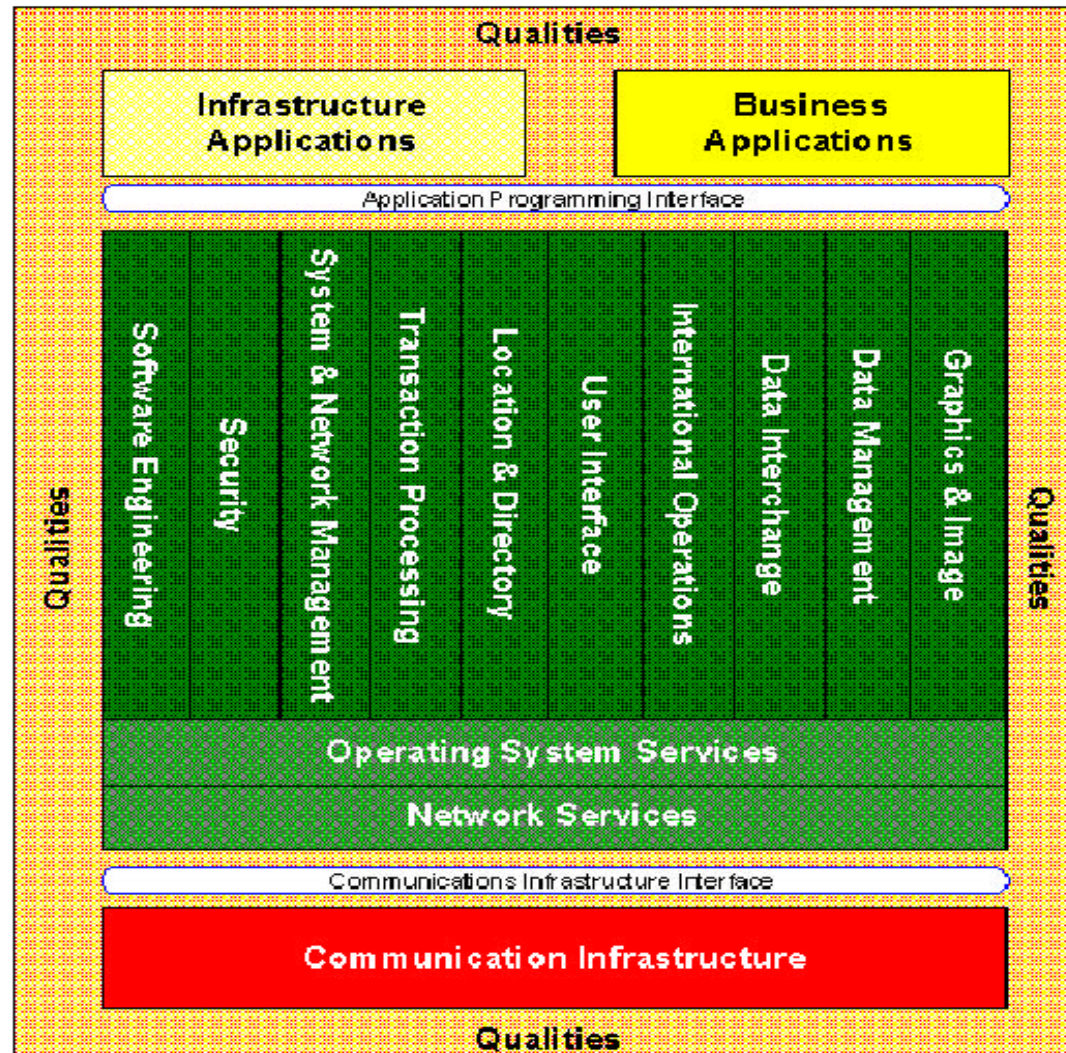 Qualities
Infrastructure
Applications
Business
Applications
Application Programming Interface
Qualities
Software Engineering
Security
System & Network Management
Transaction Processing
Location & Directory
User Interface
International Operations
Data Interchange
Data Management
Graphics & Image
Qualities
Operating System Services
Network Services
Communications Infrastructure Interface
Communication Infrastructure
Qualities